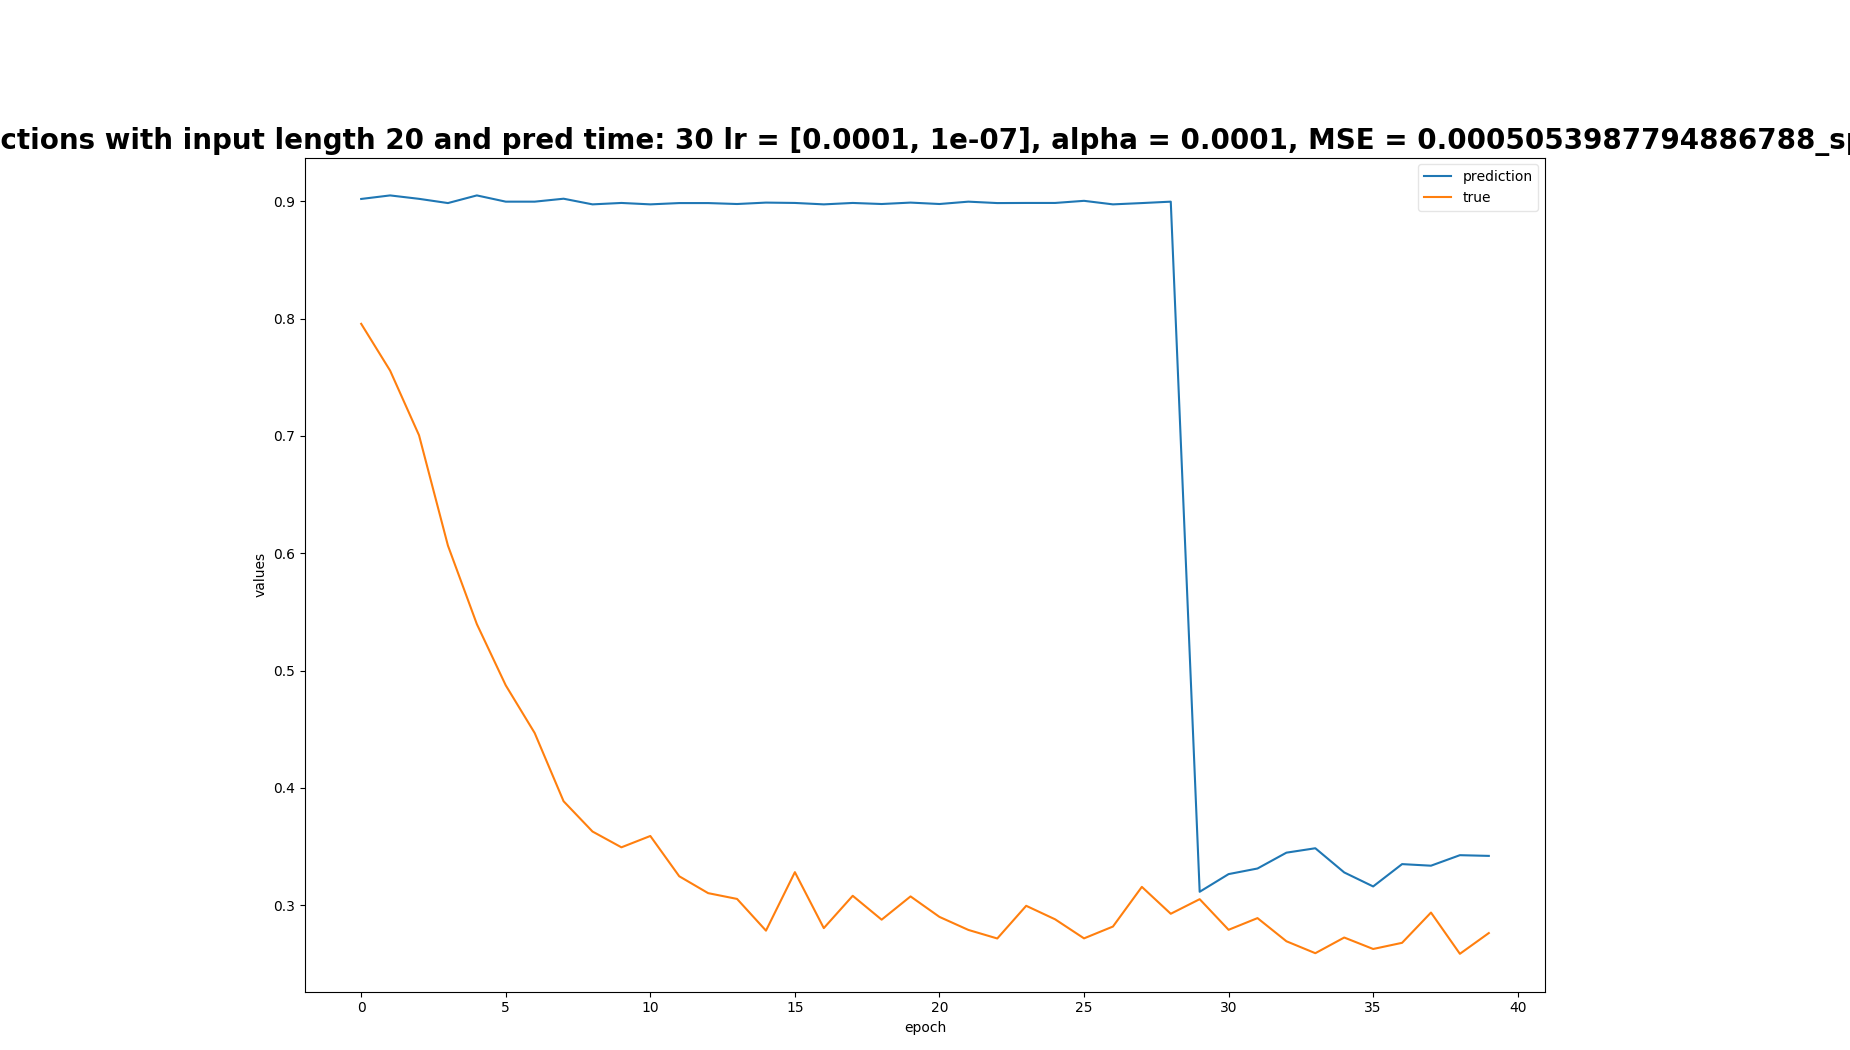 ctions with input length 20 and pred time: 30 lr = [0.0001, 1e-07], alpha = 0.0001, MSE = 0.0005053987794886788_sp
prediction
true
0.9
0.8
0.7
0.6
0.5
0.4
0.3
values
0 5 10 15 20 25 30 35 40
epoch